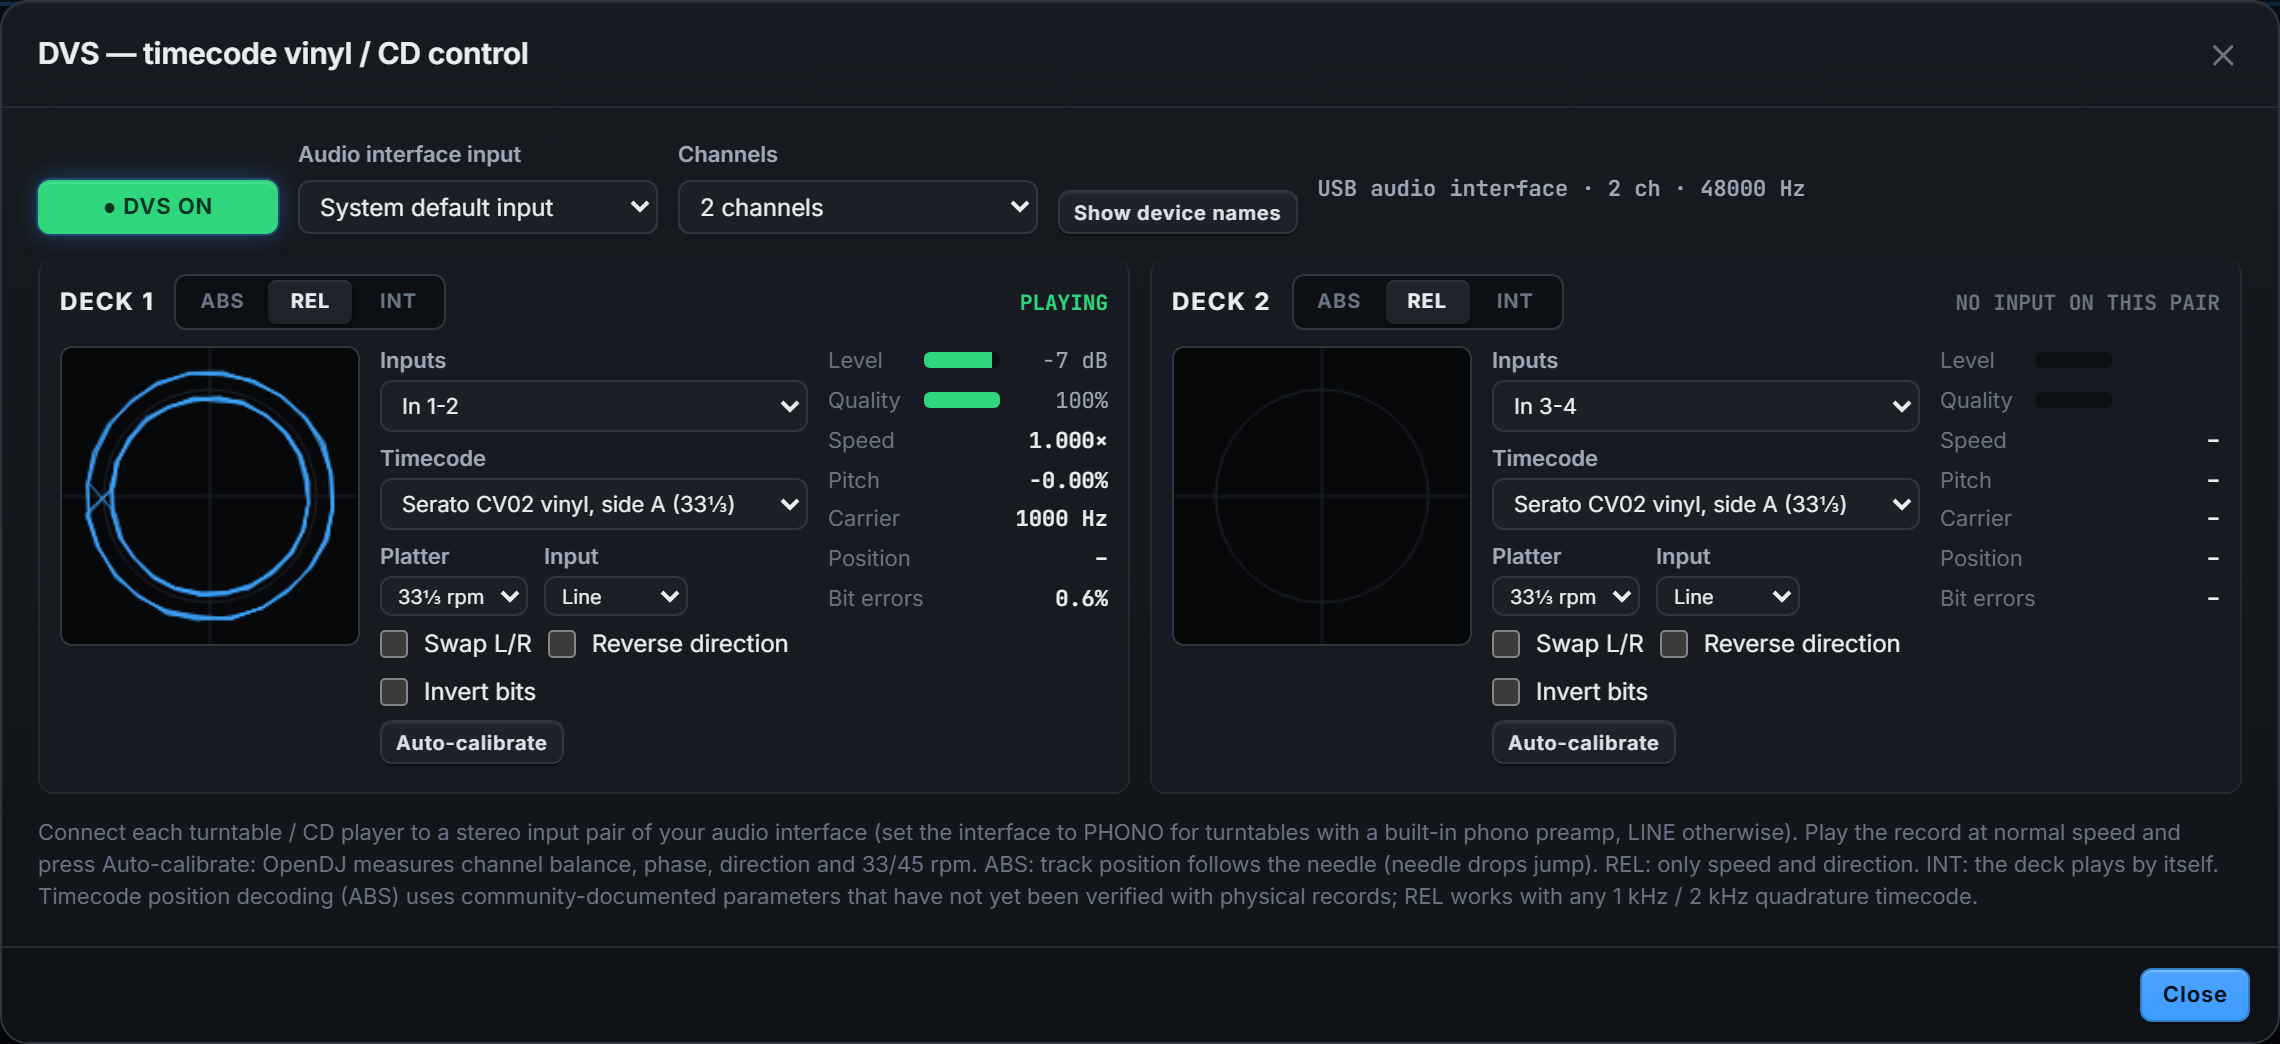 DVS — timecode vinyl / CD control
Audio interface input
Channels
● DVS ON
System default input
2 channels
Show device names
USB audio interface · 2 ch · 48000 Hz
DECK 1
ABS
REL
INT
PLAYING
Inputs
In 1-2
Timecode
Serato CV02 vinyl, side A (33⅓)
Platter
Input
33⅓ rpm
Line
Swap L/R
Reverse direction
Invert bits
Auto-calibrate
Level -7 dB
Quality 100%
Speed 1.000×
Pitch -0.00%
Carrier 1000 Hz
Position –
Bit errors 0.6%
DECK 2
ABS
REL
INT
NO INPUT ON THIS PAIR
Inputs
In 3-4
Timecode
Serato CV02 vinyl, side A (33⅓)
Platter
Input
33⅓ rpm
Line
Swap L/R
Reverse direction
Invert bits
Auto-calibrate
Level
Quality
Speed –
Pitch –
Carrier –
Position –
Bit errors –
Connect each turntable / CD player to a stereo input pair of your audio interface (set the interface to PHONO for turntables with a built-in phono preamp, LINE otherwise). Play the record at normal speed and
press Auto-calibrate: OpenDJ measures channel balance, phase, direction and 33/45 rpm. ABS: track position follows the needle (needle drops jump). REL: only speed and direction. INT: the deck plays by itself.
Timecode position decoding (ABS) uses community-documented parameters that have not yet been verified with physical records; REL works with any 1 kHz / 2 kHz quadrature timecode.
Close